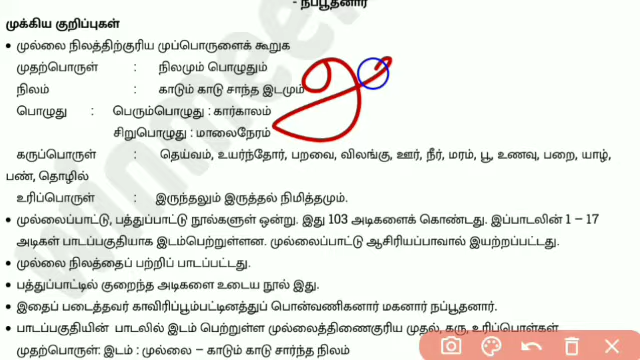 - நப்பூதனார்
முக்கிய குறிப்புகள்
• முல்லை நிலத்திற்குரிய முப்பொருளைக் கூறுக
முதற்பொருள் : நிலமும் பொழுதும்
நிலம் : காடும் காடு சாந்த இடமும்
பொழுது : பெரும்பொழுது : கார்காலம்
சிறுபொழுது : மாலைநேரம்
கருப்பொருள் : தெய்வம், உயர்ந்தோர், பறவை, விலங்கு, ஊர், நீர், மரம், பூ, உணவு, பறை, யாழ்,
பண், தொழில்
உரிப்பொருள் : இருந்தலும் இருத்தல் நிமித்தமும்.
• முல்லைப்பாட்டு, பத்துப்பாட்டு நூல்களுள் ஒன்று. இது 103 அடிகளைக் கொண்டது. இப்பாடலின் 1 – 17
அடிகள் பாடப்பகுதியாக இடம்பெற்றுள்ளன. முல்லைப்பாட்டு ஆசிரியப்பாவால் இயற்றப்பட்டது.
• முல்லை நிலத்தைப் பற்றிப் பாடப்பட்டது.
• பத்துப்பாட்டில் குறைந்த அடிகளை உடைய நூல் இது.
• இதைப் படைத்தவர் காவிரிப்பூம்பட்டினத்துப் பொன்வணிகனார் மகனார் நப்பூதனார்.
• பாடப்பகுதியின் பாடலில் இடம் பெற்றுள்ள முல்லைத்திணைகுரிய முதல், கரு, உரிப்பொருள்கள்
முதற்பொருள்: இடம் : முல்லை – காடும் காடு சார்ந்த நிலம்